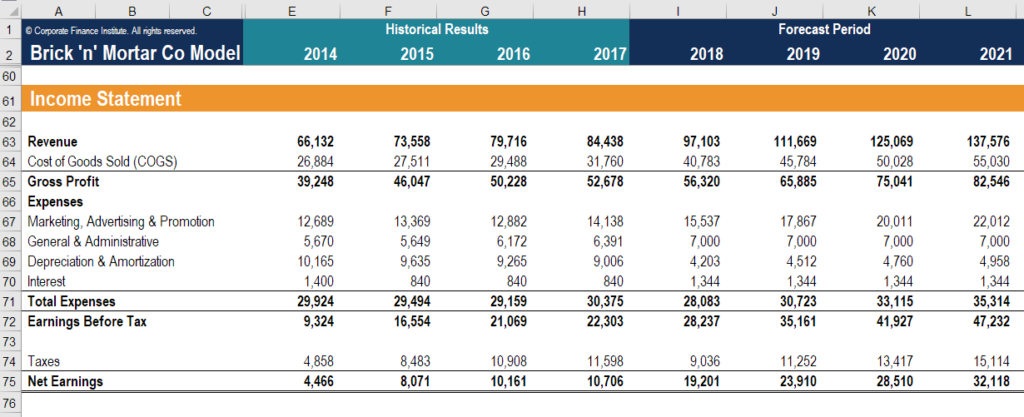 A B C E F G H I J K L
1 © Corporate Finance Institute. All rights reserved. Historical Results Forecast Period
2 Brick 'n' Mortar Co Model 2014 2015 2016 2017 2018 2019 2020 2021
60
61 Income Statement
62
63 Revenue 66,132 73,558 79,716 84,438 97,103 111,669 125,069 137,576
64 Cost of Goods Sold (COGS) 26,884 27,511 29,488 31,760 40,783 45,784 50,028 55,030
65 Gross Profit 39,248 46,047 50,228 52,678 56,320 65,885 75,041 82,546
66 Expenses
67 Marketing, Advertising & Promotion 12,689 13,369 12,882 14,138 15,537 17,867 20,011 22,012
68 General & Administrative 5,670 5,649 6,172 6,391 7,000 7,000 7,000 7,000
69 Depreciation & Amortization 10,165 9,635 9,265 9,006 4,203 4,512 4,760 4,958
70 Interest 1,400 840 840 840 1,344 1,344 1,344 1,344
71 Total Expenses 29,924 29,494 29,159 30,375 28,083 30,723 33,115 35,314
72 Earnings Before Tax 9,324 16,554 21,069 22,303 28,237 35,161 41,927 47,232
73
74 Taxes 4,858 8,483 10,908 11,598 9,036 11,252 13,417 15,114
75 Net Earnings 4,466 8,071 10,161 10,706 19,201 23,910 28,510 32,118
76